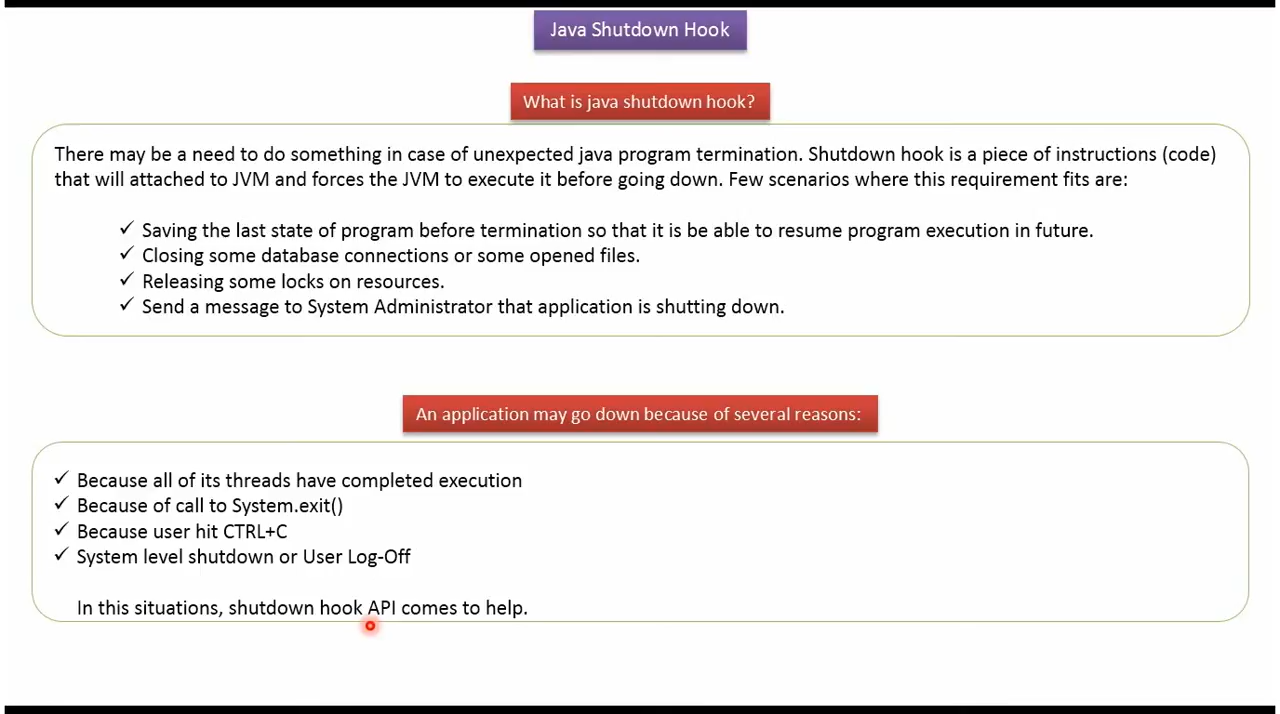 Java Shutdown Hook
What is java shutdown hook?
There may be a need to do something in case of unexpected java program termination. Shutdown hook is a piece of instructions (code)
that will attached to JVM and forces the JVM to execute it before going down. Few scenarios where this requirement fits are:
✓ Saving the last state of program before termination so that it is be able to resume program execution in future.
✓ Closing some database connections or some opened files.
✓ Releasing some locks on resources.
✓ Send a message to System Administrator that application is shutting down.
An application may go down because of several reasons:
✓ Because all of its threads have completed execution
✓ Because of call to System.exit()
✓ Because user hit CTRL+C
✓ System level shutdown or User Log-Off
In this situations, shutdown hook API comes to help.